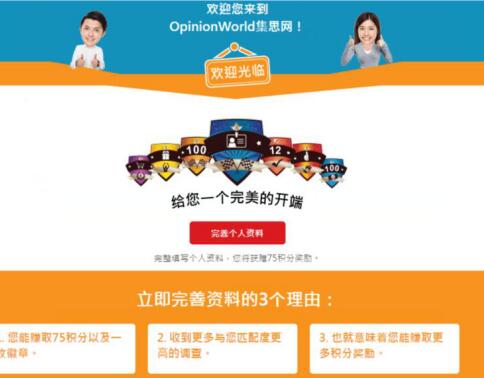 欢迎您来到
OpinionWorld集思网！
欢迎光临
100
12
100
给您一个完美的开端
完善个人资料
完整填写个人资料，您将获赠75积分奖励。
立即完善资料的3个理由：
1. 您能赚取75积分以及一
枚徽章。
2. 收到更多与您匹配度更
高的调查。
3. 也就意味着您能赚取更
多积分奖励。